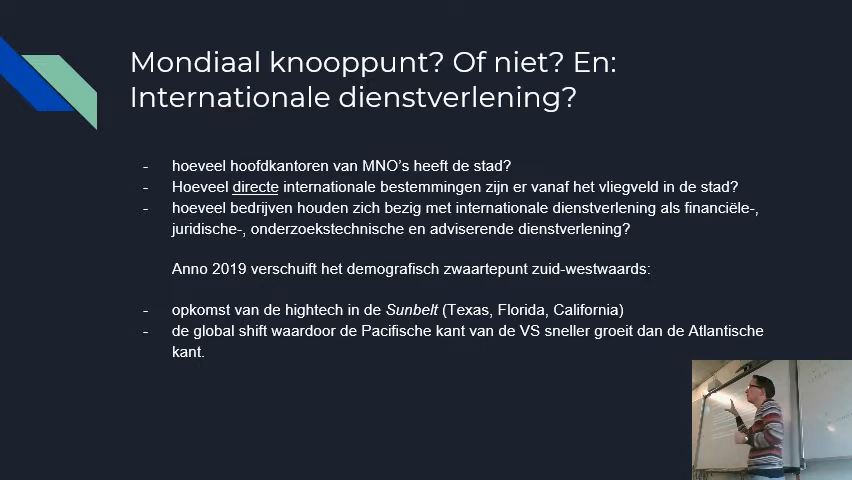 Mondiaal knooppunt? Of niet? En:
Internationale dienstverlening?
- hoeveel hoofdkantoren van MNO's heeft de stad?
- Hoeveel directe internationale bestemmingen zijn er vanaf het vliegveld in de stad?
- hoeveel bedrijven houden zich bezig met internationale dienstverlening als financiële-,
juridische-, onderzoekstechnische en adviserende dienstverlening?
Anno 2019 verschuift het demografisch zwaartepunt zuid-westwaards:
- opkomst van de hightech in de Sunbelt (Texas, Florida, California)
- de global shift waardoor de Pacifische kant van de VS sneller groeit dan de Atlantische
kant.